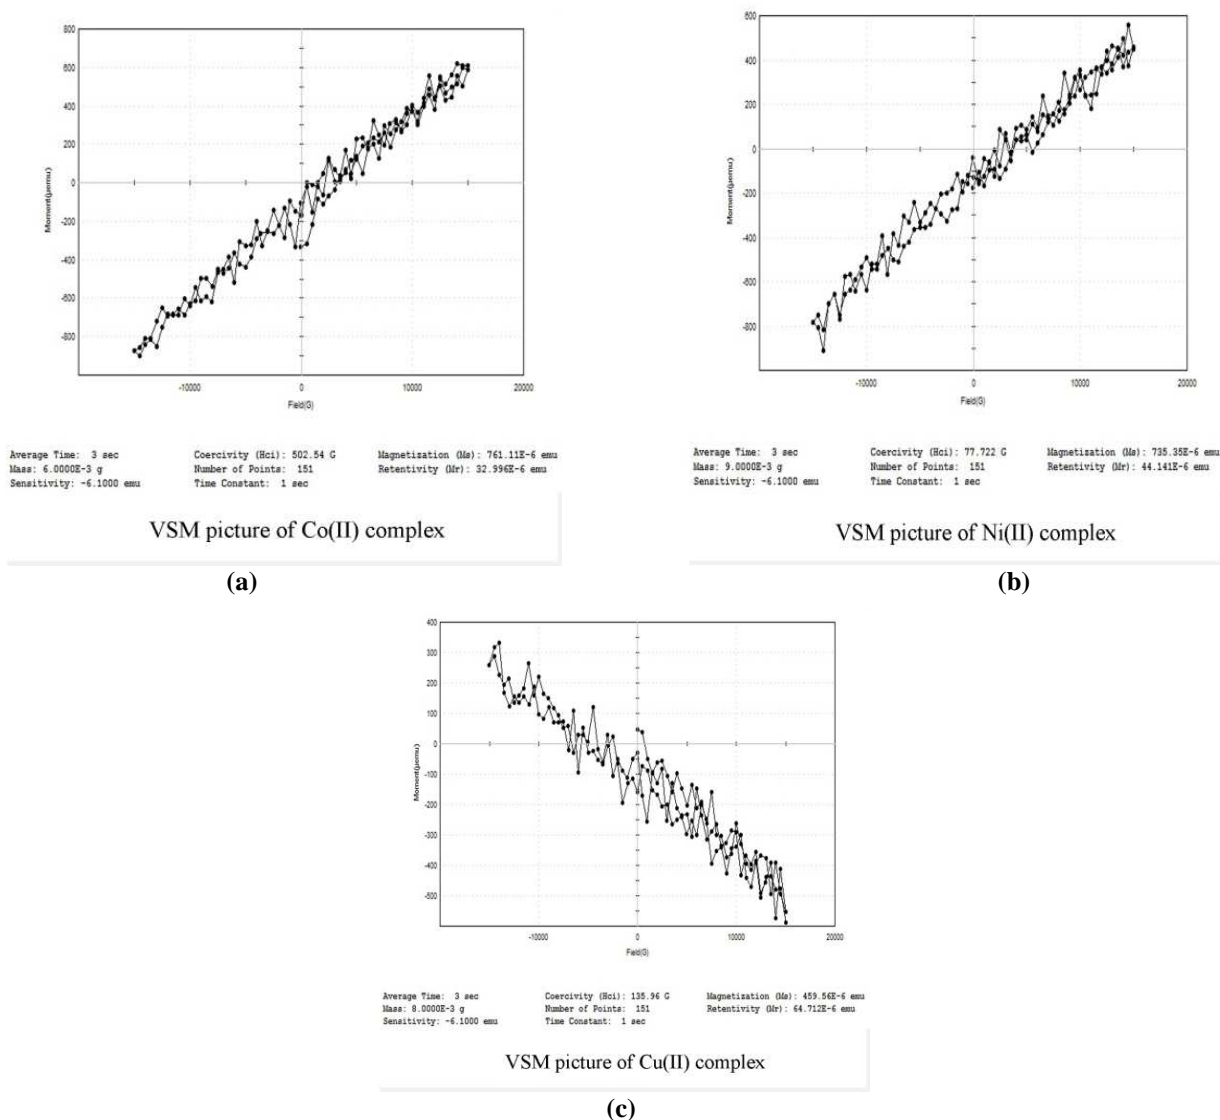 800
600
400
200
0
-200
-400
-600
-800
Moment(µemu)
-10000 0 10000 20000
Field(G)
Average Time: 3 sec Coercivity (Hci): 502.54 G Magnetization (Ms): 761.11E-6 emu
Mass: 6.0000E-3 g Number of Points: 151 Retentivity (Mr): 32.996E-6 emu
Sensitivity: -6.1000 emu Time Constant: 1 sec
VSM picture of Co(II) complex
(a)
600
400
200
0
-200
-400
-600
-800
Moment(µemu)
-10000 0 10000 20000
Field(G)
Average Time: 3 sec Coercivity (Hci): 77.722 G Magnetization (Ms): 735.35E-6 emu
Mass: 9.0000E-3 g Number of Points: 151 Retentivity (Mr): 44.141E-6 emu
Sensitivity: -6.1000 emu Time Constant: 1 sec
VSM picture of Ni(II) complex
(b)
400
300
200
100
0
-100
-200
-300
-400
-500
Moment(µemu)
-10000 0 10000 20000
Field(G)
Average Time: 3 sec Coercivity (Hci): 135.96 G Magnetization (Ms): 459.56E-6 emu
Mass: 8.0000E-3 g Number of Points: 151 Retentivity (Mr): 64.712E-6 emu
Sensitivity: -6.1000 emu Time Constant: 1 sec
VSM picture of Cu(II) complex
(c)